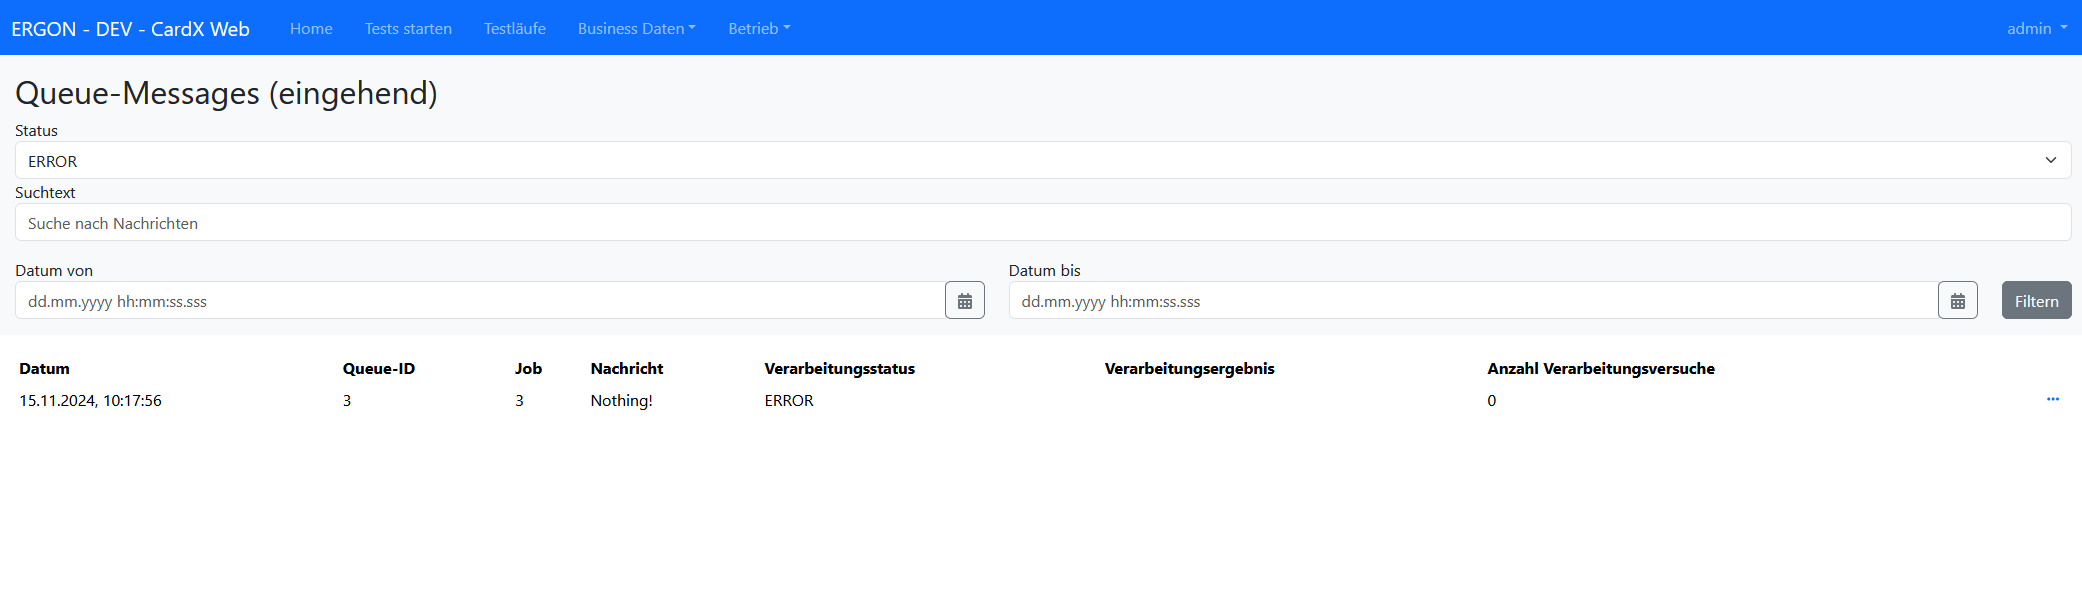 ERGON - DEV - CardX Web Home Tests starten Testläufe Business Daten Betrieb admin
Queue-Messages (eingehend)
Status
ERROR
Suchtext
Suche nach Nachrichten
Datum von Datum bis
dd.mm.yyyy hh:mm:ss.sss dd.mm.yyyy hh:mm:ss.sss Filtern
Datum Queue-ID Job Nachricht Verarbeitungsstatus Verarbeitungsergebnis Anzahl Verarbeitungsversuche
15.11.2024, 10:17:56 3 3 Nothing! ERROR 0